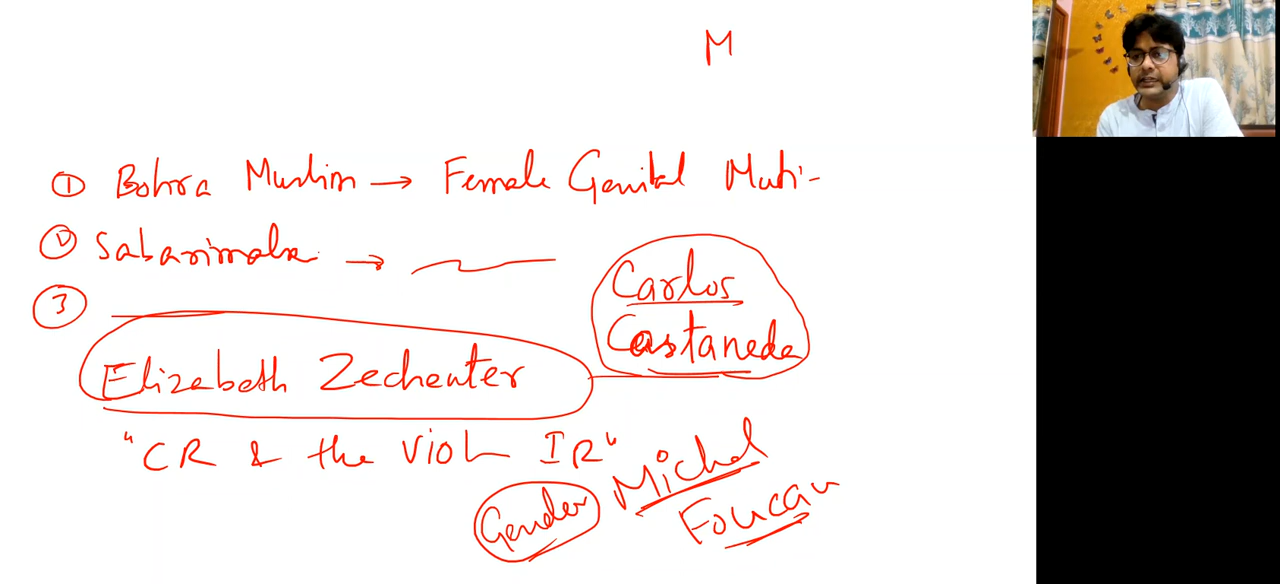 M
① Bohra Muslim → Female Genital Muti-
② Sabarimala →
③
Carlos
Castaneda
Elizabeth Zechenter
"CR & the Viol IR"
Gender
Michel
Foucau